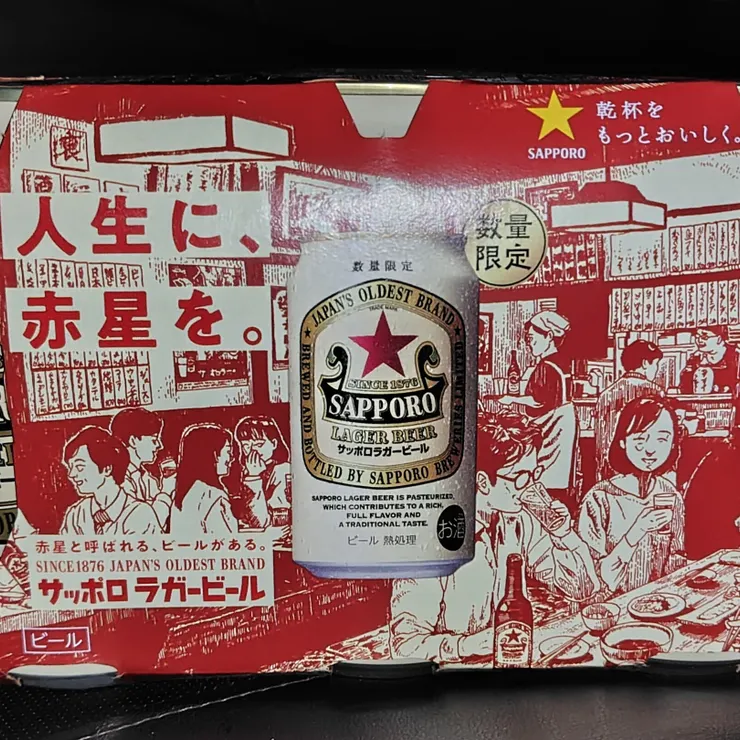 人生に、
赤星を。
赤星と呼ばれる、ビールがある。
SINCE1876 JAPAN'S OLDEST BRAND
サッポロ ラガービール
ビール
数量限定
JAPAN'S OLDEST BRAND
TRADE MARK
BREWED AND BOTTLED BY SAPPORO BREWERIES
SINCE 1876
SAPPORO
LAGER BEER
サッポロラガービール
SAPPORO LAGER BEER IS PASTEURIZED,
WHICH CONTRIBUTES TO A RICH,
FULL FLAVOR AND
A TRADITIONAL TASTE.
ビール 熱処理
お酒
数量
限定
SAPPORO
乾杯を
もっとおいしく。